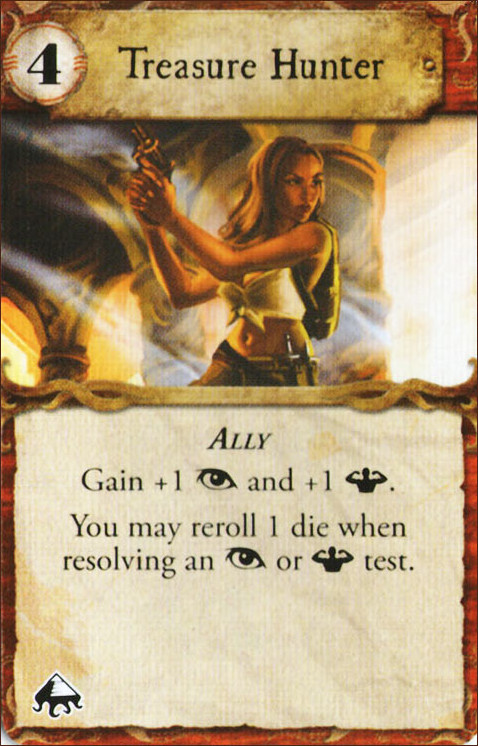 4
Treasure Hunter
ALLY
Gain +1 and +1 .
You may reroll 1 die when
resolving an or test.